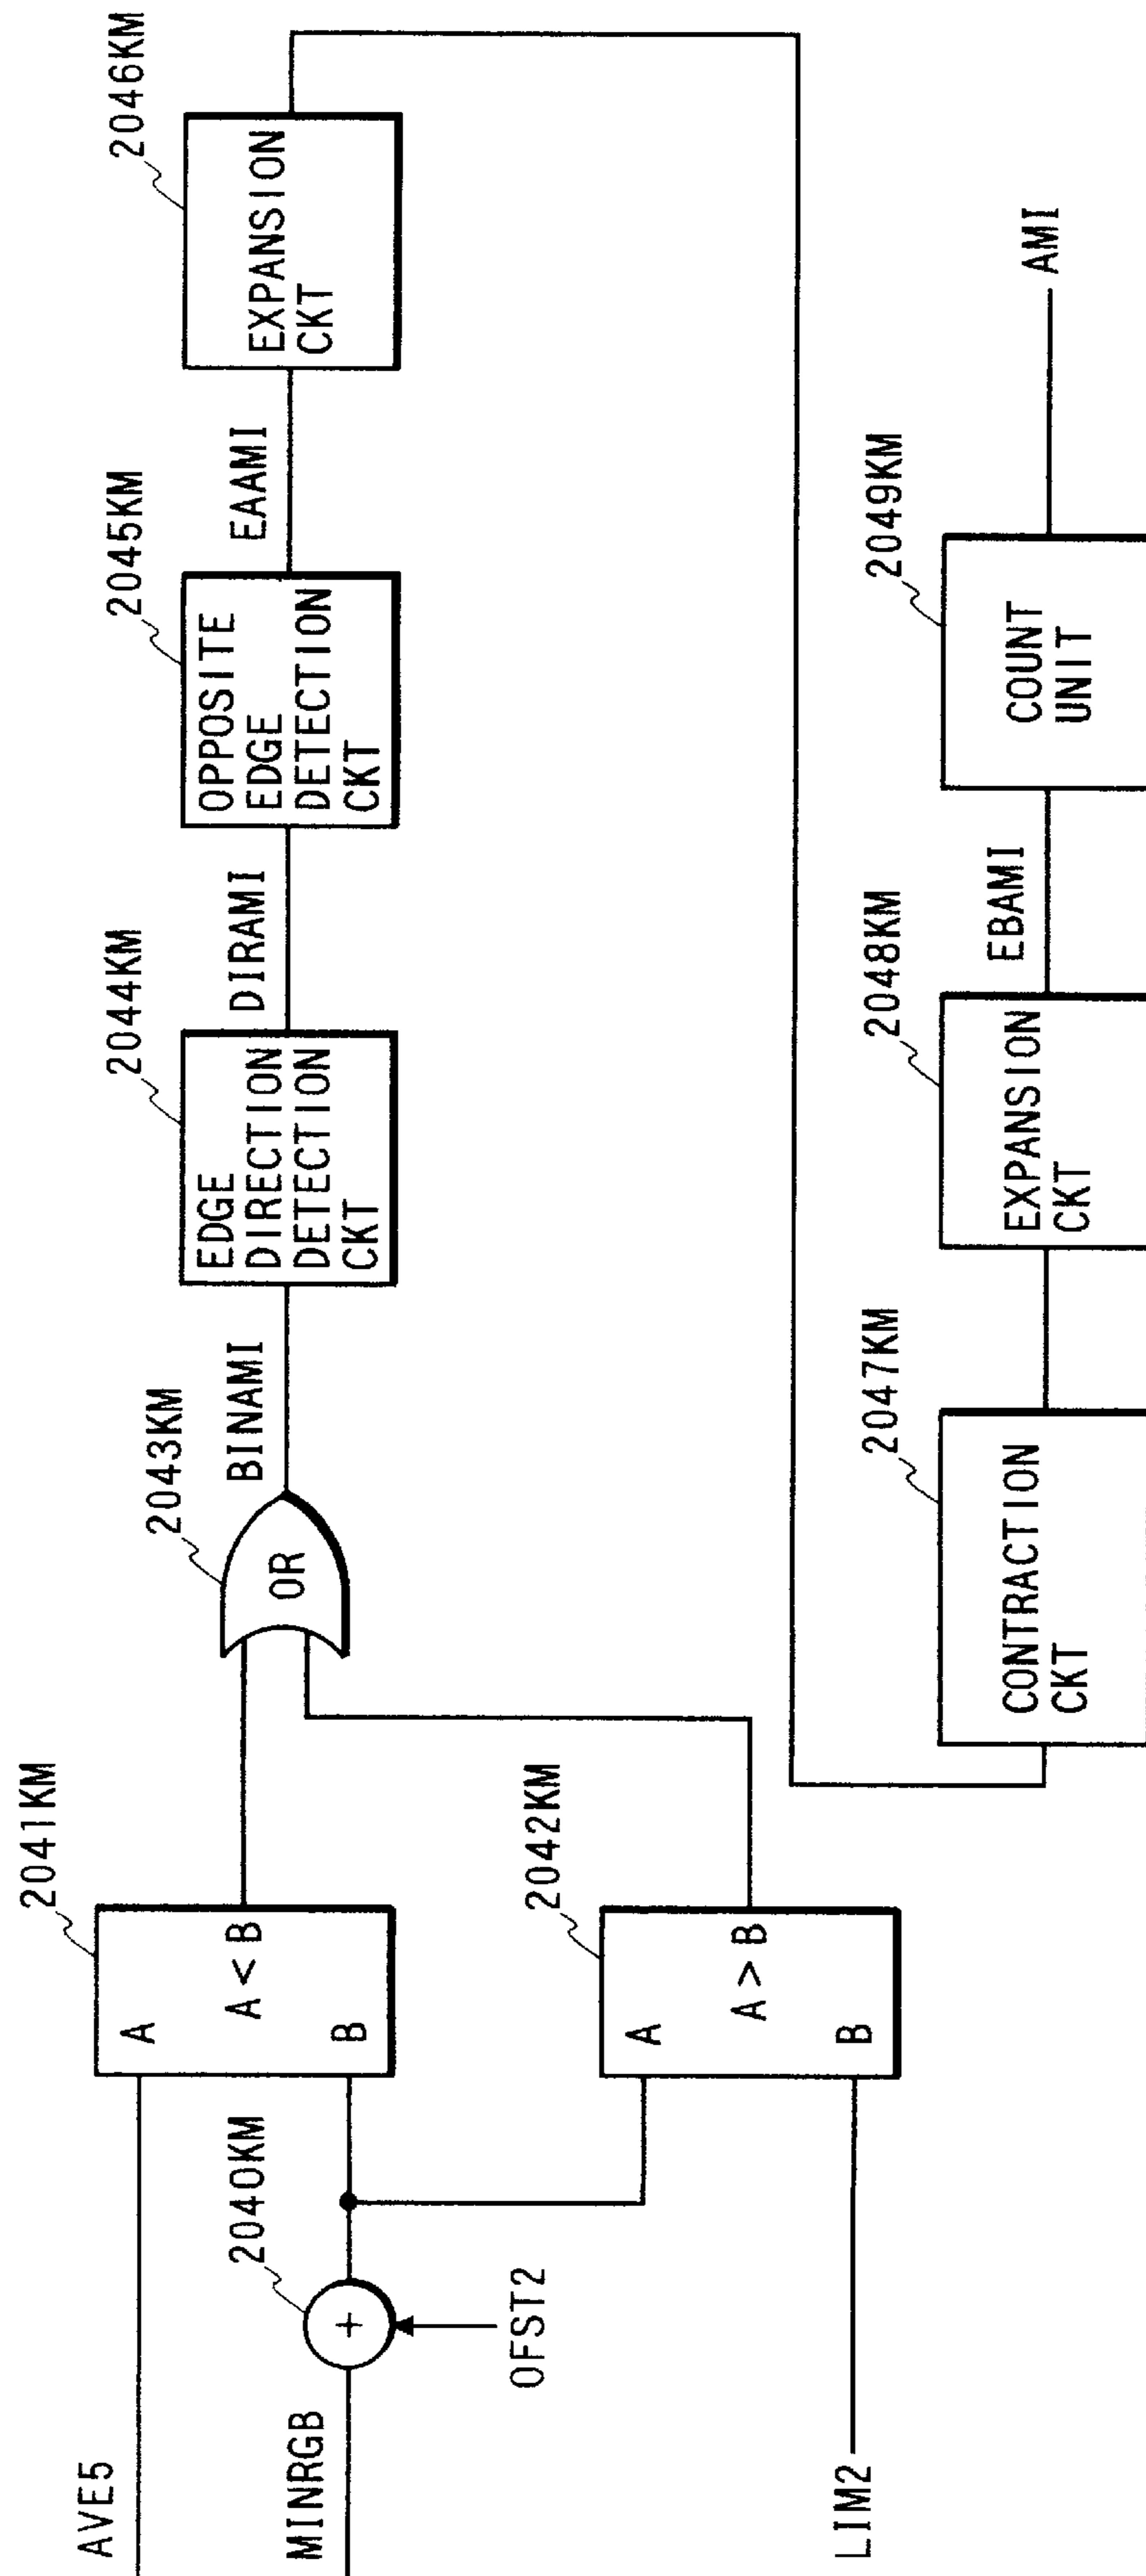 AVE5
MINRGB
OFST2
LIM2
2040KM
2041KM
A
A < B
B
2042KM
A
A > B
B
2043KM
OR
BINAMI
2044KM
EDGE
DIRECTION
DETECTION
CKT
DIRAMI
2045KM
OPPOSITE
EDGE
DETECTION
CKT
EAAMI
2046KM
EXPANSION
CKT
2047KM
CONTRACTION
CKT
2048KM
EXPANSION
CKT
EBAMI
2049KM
COUNT
UNIT
AMI